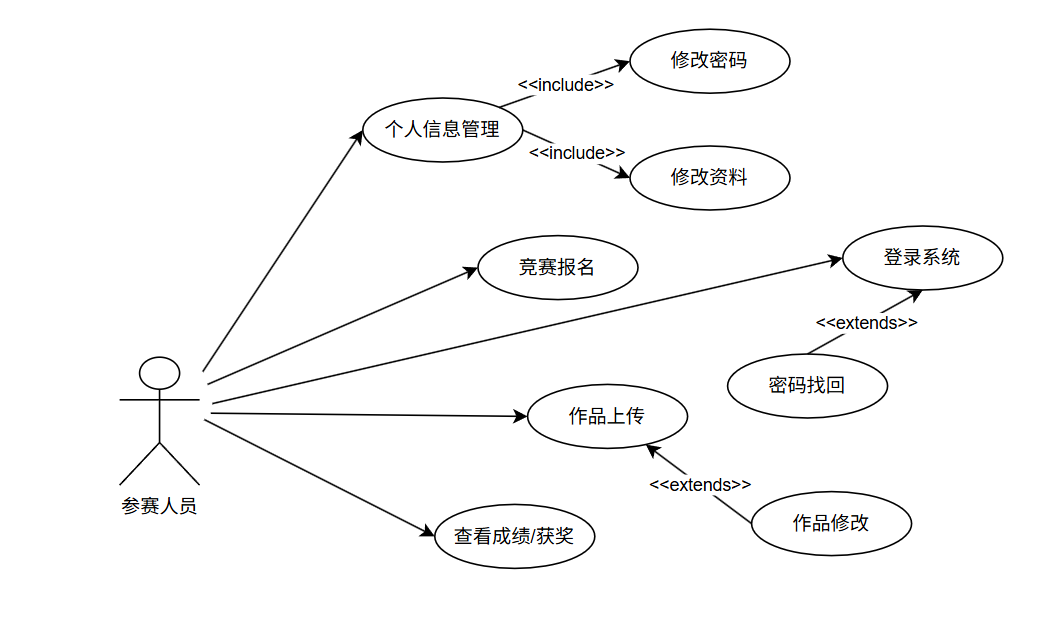 修改密码
<<include>>
个人信息管理
<<include>>
修改资料
竞赛报名
登录系统
<<extends>>
密码找回
作品上传
<<extends>>
参赛人员
作品修改
查看成绩/获奖